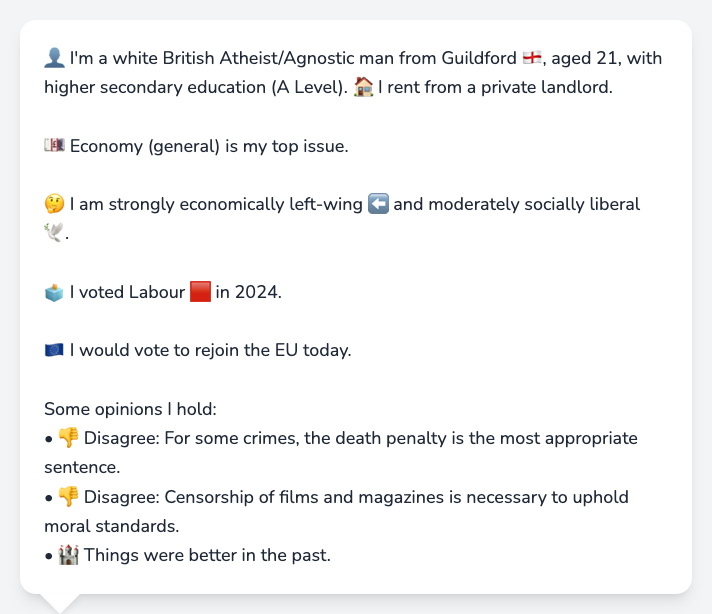 👤 I'm a white British Atheist/Agnostic man from Guildford 🏴󠁧󠁢󠁥󠁮󠁧󠁿, aged 21, with
higher secondary education (A Level). 🏠 I rent from a private landlord.
💷 Economy (general) is my top issue.
🤔 I am strongly economically left-wing ⬅️ and moderately socially liberal
🕊️.
🗳️ I voted Labour 🟥 in 2024.
🇪🇺 I would vote to rejoin the EU today.
Some opinions I hold:
• 👎 Disagree: For some crimes, the death penalty is the most appropriate
sentence.
• 👎 Disagree: Censorship of films and magazines is necessary to uphold
moral standards.
• 🏰 Things were better in the past.